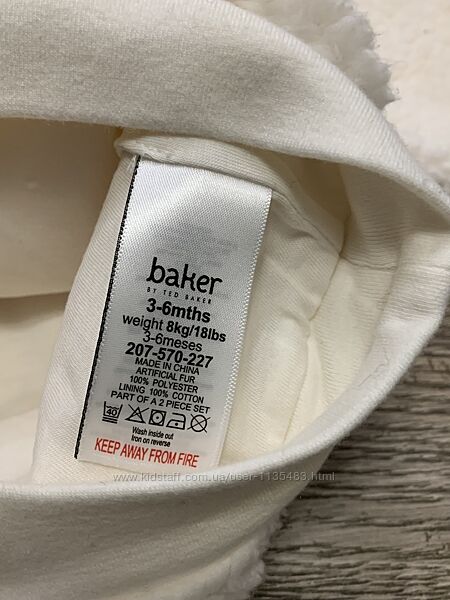 baker
BY TED BAKER
3-6mths
weight 8kg/18lbs
3-6meses
207-570-227
MADE IN CHINA
ARTIFICIAL FUR
100% POLYESTER
LINING 100% COTTON
PART OF A 2 PIECE SET
40
Wash inside out
Iron on reverse
KEEP AWAY FROM FIRE
www.kidstaff.com.ua/user-1135483.html